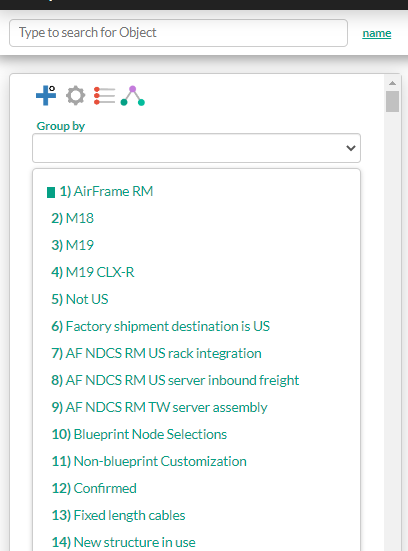 Type to search for Object
name
Group by
1) AirFrame RM
2) M18
3) M19
4) M19 CLX-R
5) Not US
6) Factory shipment destination is US
7) AF NDCS RM US rack integration
8) AF NDCS RM US server inbound freight
9) AF NDCS RM TW server assembly
10) Blueprint Node Selections
11) Non-blueprint Customization
12) Confirmed
13) Fixed length cables
14) New structure in use